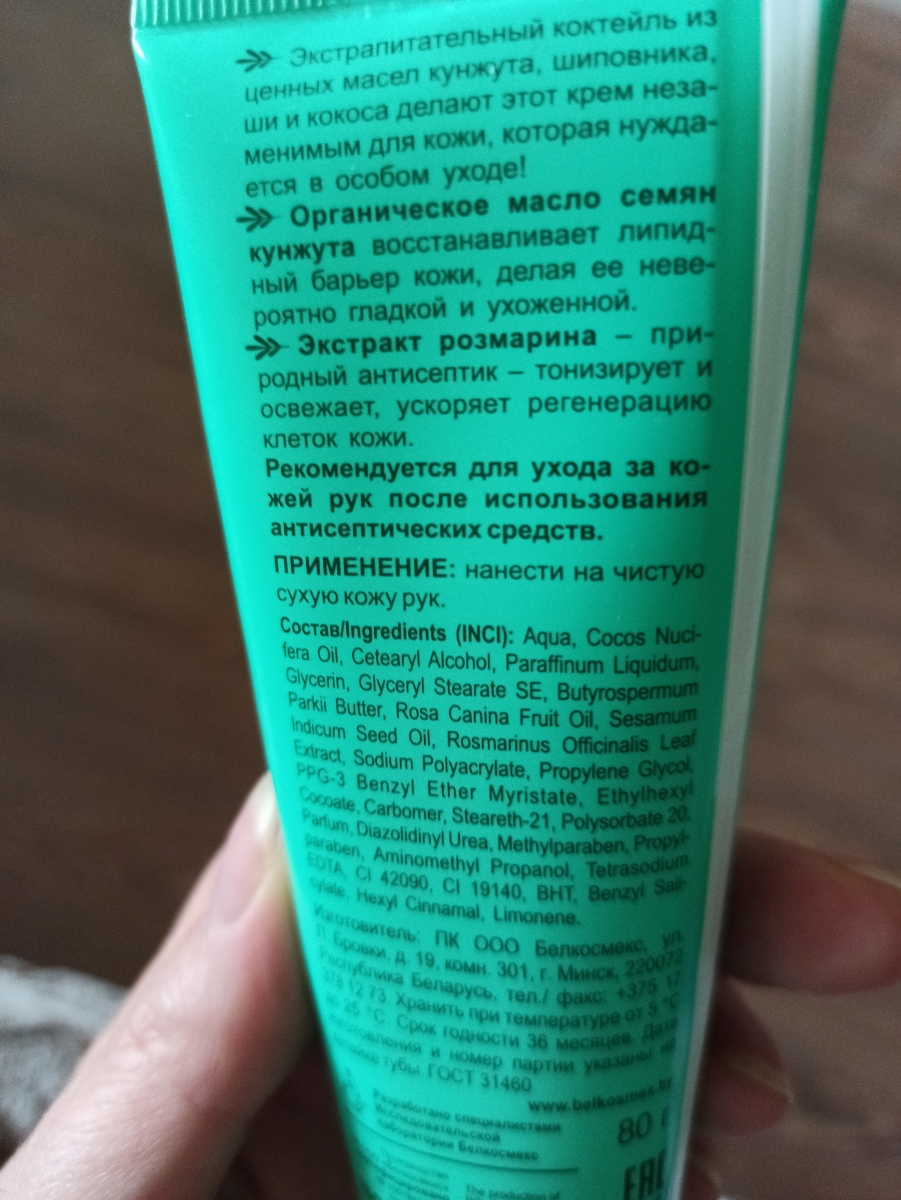 Экстрапитательный коктейль из
ценных масел кунжута, шиповника,
ши и кокоса делают этот крем неза-
менимым для кожи, которая нужда-
ется в особом уходе!
Органическое масло семян
кунжута восстанавливает липид-
ный барьер кожи, делая ее неве-
роятно гладкой и ухоженной.
Экстракт розмарина – при-
родный антисептик – тонизирует и
освежает, ускоряет регенерацию
клеток кожи.
Рекомендуется для ухода за ко-
жей рук после использования
антисептических средств.
ПРИМЕНЕНИЕ: нанести на чистую
сухую кожу рук.
Состав/Ingredients (INCI): Aqua, Cocos Nuci-
fera Oil, Cetearyl Alcohol, Paraffinum Liquidum,
Glycerin, Glyceryl Stearate SE, Butyrospermum
Parkii Butter, Rosa Canina Fruit Oil, Sesamum
Indicum Seed Oil, Rosmarinus Officinalis Leaf
Extract, Sodium Polyacrylate, Propylene Glycol,
PPG-3 Benzyl Ether Myristate, Ethylhexyl
Cocoate, Carbomer, Steareth-21, Polysorbate 20,
Parfum, Diazolidinyl Urea, Methylparaben, Propyl-
paraben, Aminomethyl Propanol, Tetrasodium
EDTA, CI 42090, CI 19140, BHT, Benzyl Sali-
cylate, Hexyl Cinnamal, Limonene.
Изготовитель: ПК ООО Белкосмекс, ул.
П. Бровки, д. 19, комн. 301, г. Минск, 220072
Республика Беларусь, тел./ факс: +375 17
378 12 73. Хранить при температуре от 5 °C
до 25 °C. Срок годности 36 месяцев. Дата
изготовления и номер партии указаны на
спайке тубы. ГОСТ 31460
www.belkosmex.by
Разработано специалистами
Исследовательской
лаборатории Белкосмекс
80 г
EAC
Производство
The production of